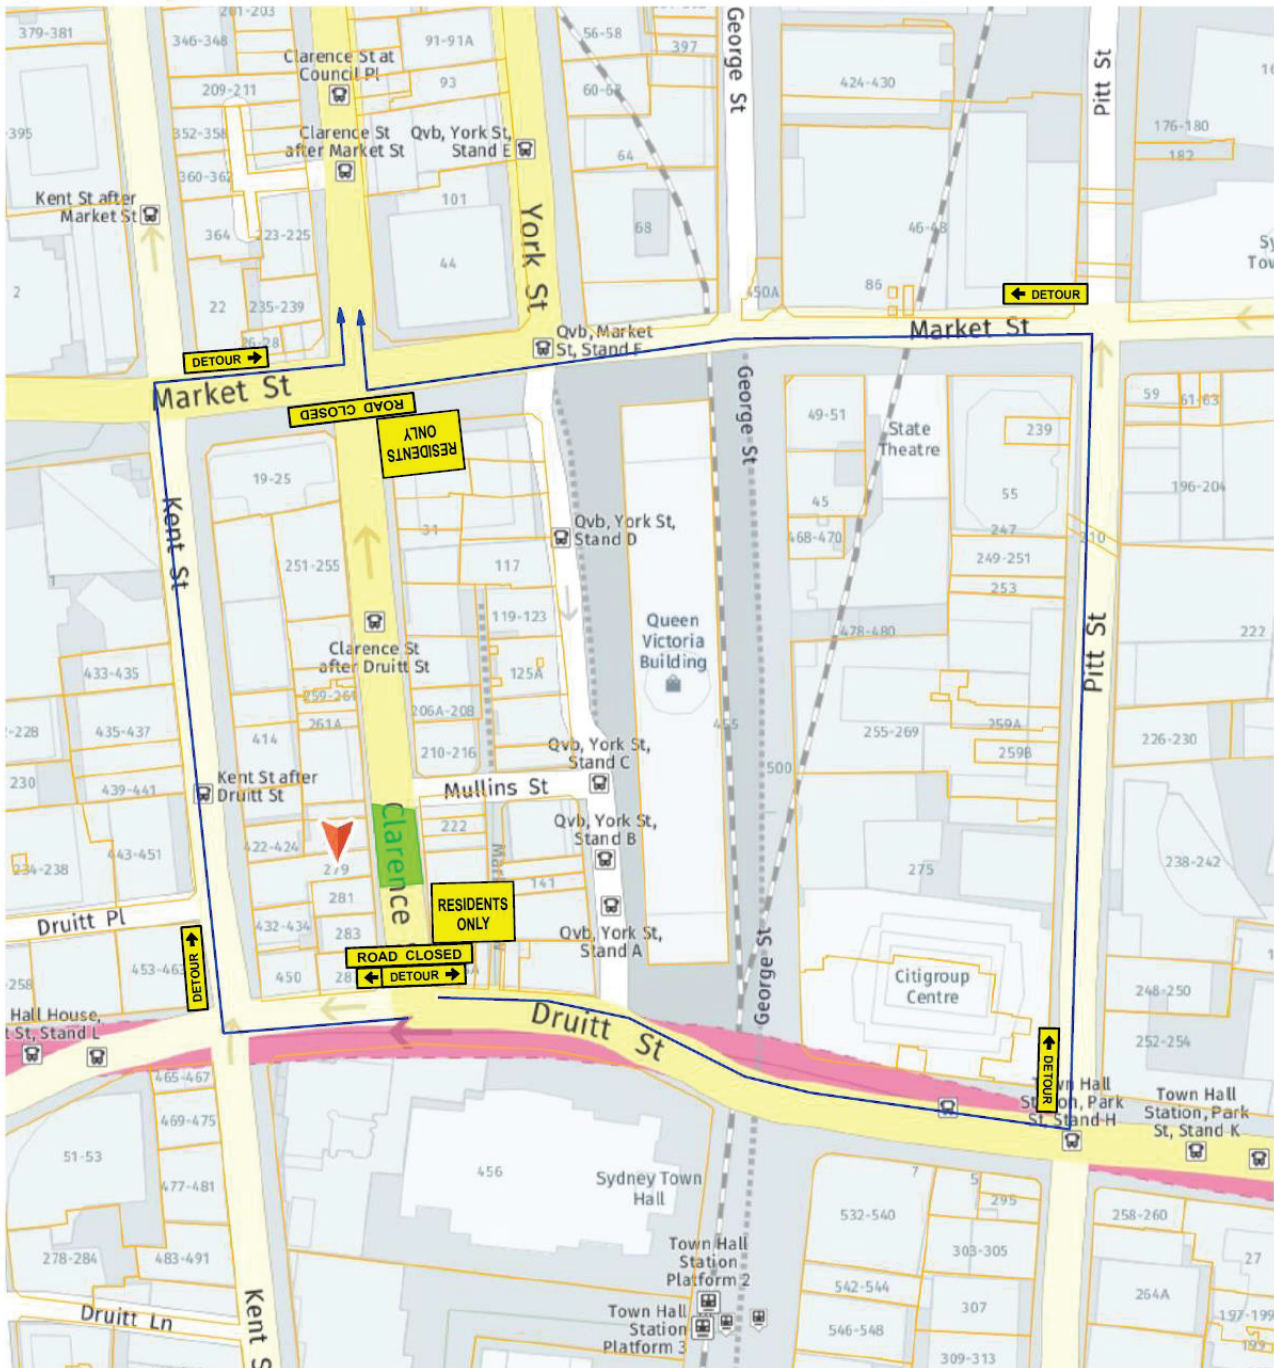 201-203
379-381
346-348
Clarence St at
Council Pl
91-91A
56-58
397
George St
Pitt St
424-430
209-211
93
60-62
176-180
182
395
352-358
Clarence St
after Market St
Qvb, York St,
Stand E
64
360-362
Kent St after
Market St
101
York St
364
223-225
68
46-48
44
2
22
235-239
450A
86
DETOUR
26-28
Qvb, Market
St, Stand F
Market St
DETOUR
Market St
ROAD CLOSED
RESIDENTS
ONLY
George St
49-51
State
Theatre
239
59
61-63
19-25
Kent St
45
55
196-204
31
Qvb, York St,
Stand D
468-470
247
210
251-255
117
249-251
253
119-123
Queen
Victoria
Building
478-480
222
Clarence St
after Druitt St
125A
Pitt St
433-435
259-261
206A-208
261A
435-437
414
210-216
455
255-269
259A
259B
226-230
230
439-441
Kent St after
Druitt St
Qvb, York St,
Stand C
500
Mullins St
Clarence
222
Qvb, York St,
Stand B
422-424
443-451
234-238
279
275
238-242
281
141
RESIDENTS
ONLY
Druitt Pl
432-434
283
Qvb, York St,
Stand A
George St
DETOUR
453-463
450
ROAD CLOSED
DETOUR
Citigroup
Centre
258
248-250
Hall House,
St, Stand L
Druitt St
252-254
DETOUR
465-467
Town Hall
Station, Park
St, Stand H
Town Hall
Station, Park
St, Stand K
469-475
51-53
456
Sydney Town
Hall
477-481
7
5
295
532-540
258-260
278-284
483-491
Town Hall
Station
Platform 2
303-305
27
Kent S
542-544
264A
Druitt Ln
Town Hall
Station
Platform 3
307
197-199
546-548
309-313
199